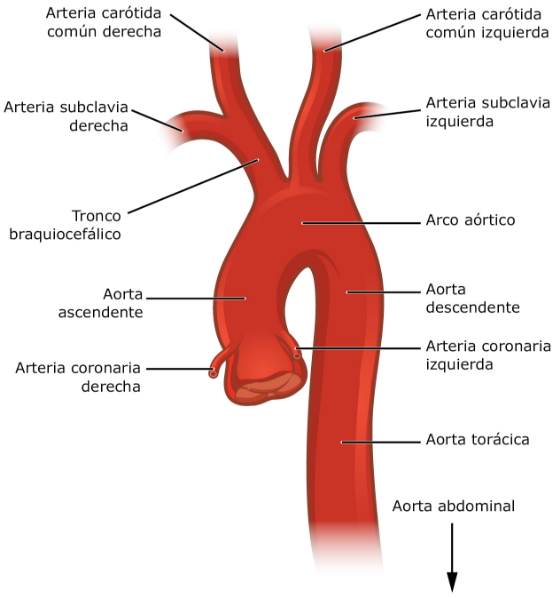 Arteria carótida
común derecha
Arteria carótida
común izquierda
Arteria subclavia
derecha
Arteria subclavia
izquierda
Tronco
braquiocefálico
Arco aórtico
Aorta
ascendente
Aorta
descendente
Arteria coronaria
derecha
Arteria coronaria
izquierda
Aorta torácica
Aorta abdominal